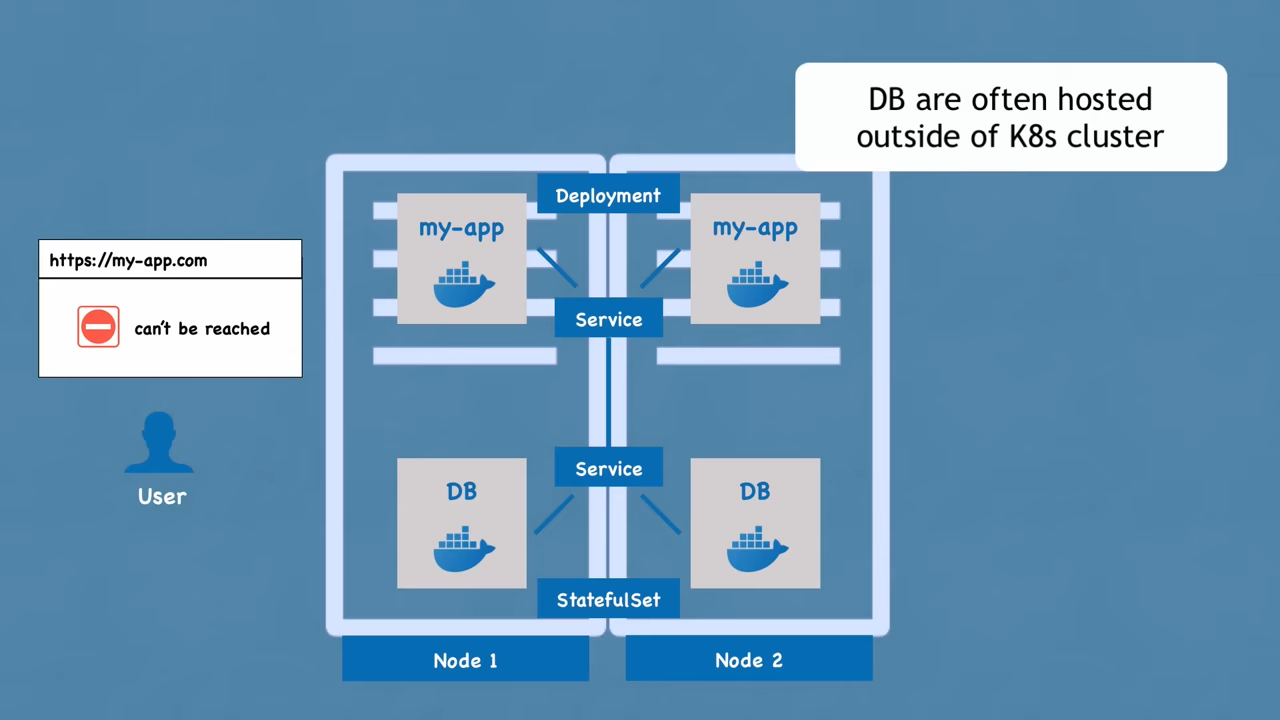 DB are often hosted
outside of K8s cluster
Deployment
my-app
my-app
https://my-app.com
can't be reached
Service
Service
User
DB
DB
StatefulSet
Node 1
Node 2